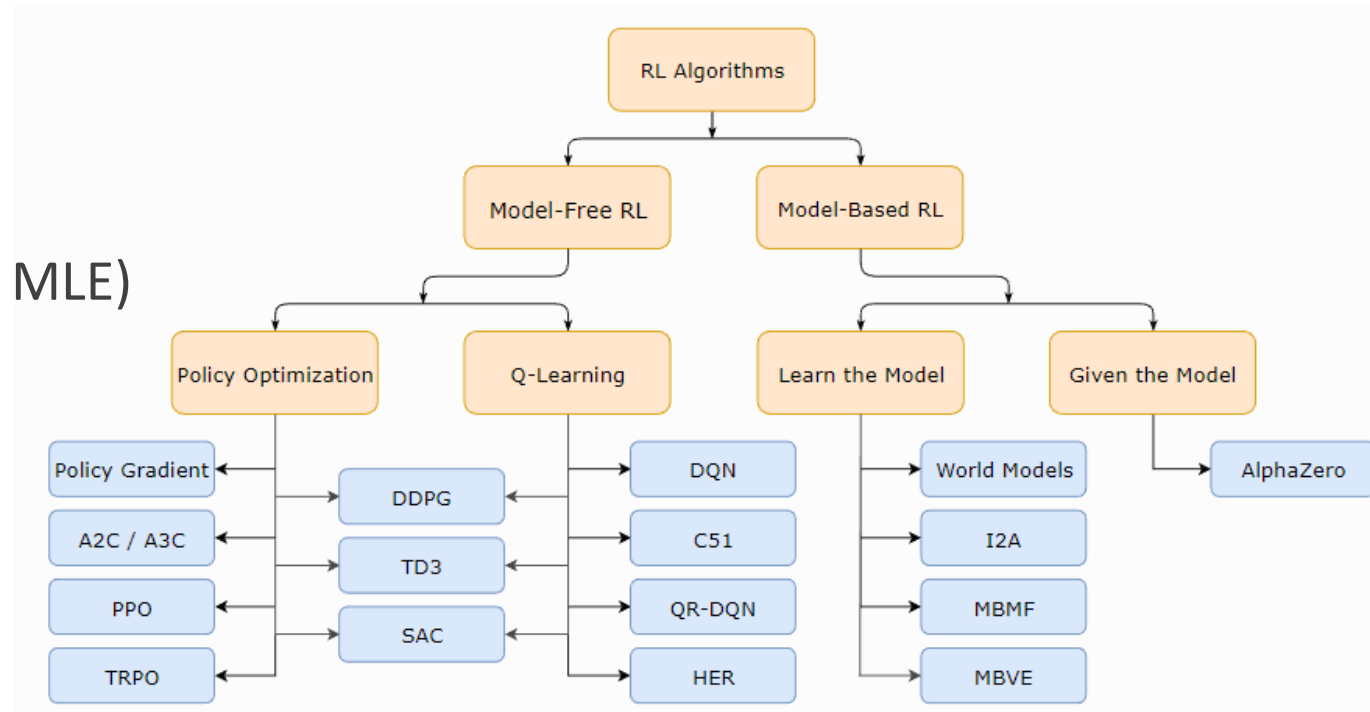 RL Algorithms
Model-Free RL
Model-Based RL
MLE)
Policy Optimization
Q-Learning
Learn the Model
Given the Model
Policy Gradient
DQN
World Models
AlphaZero
DDPG
A2C / A3C
C51
I2A
TD3
PPO
QR-DQN
MBMF
SAC
TRPO
HER
MBVE